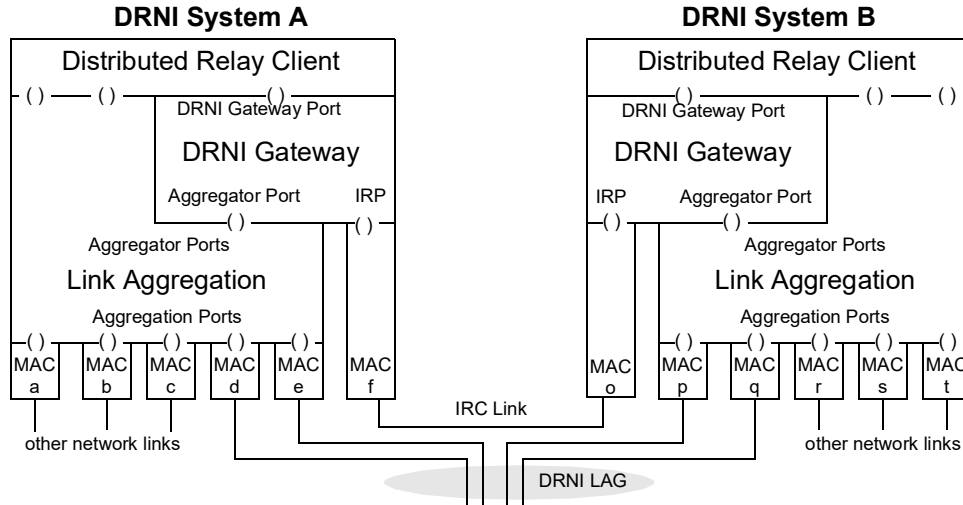 DRNI System A
DRNI System B
Distributed Relay Client
Distributed Relay Client
( ) ( ) ( )
( ) ( ) ( )
DRNI Gateway Port
DRNI Gateway Port
DRNI Gateway
DRNI Gateway
Aggregator Port IRP
IRP Aggregator Port
( ) ( )
( ) ( )
Aggregator Ports
Aggregator Ports
Link Aggregation
Link Aggregation
Aggregation Ports
Aggregation Ports
( ) ( ) ( ) ( ) ( )
( ) ( ) ( ) ( ) ( )
MAC a
MAC b
MAC c
MAC d
MAC e
MAC f
MAC o
MAC p
MAC q
MAC r
MAC s
MAC t
IRC Link
other network links
other network links
DRNI LAG